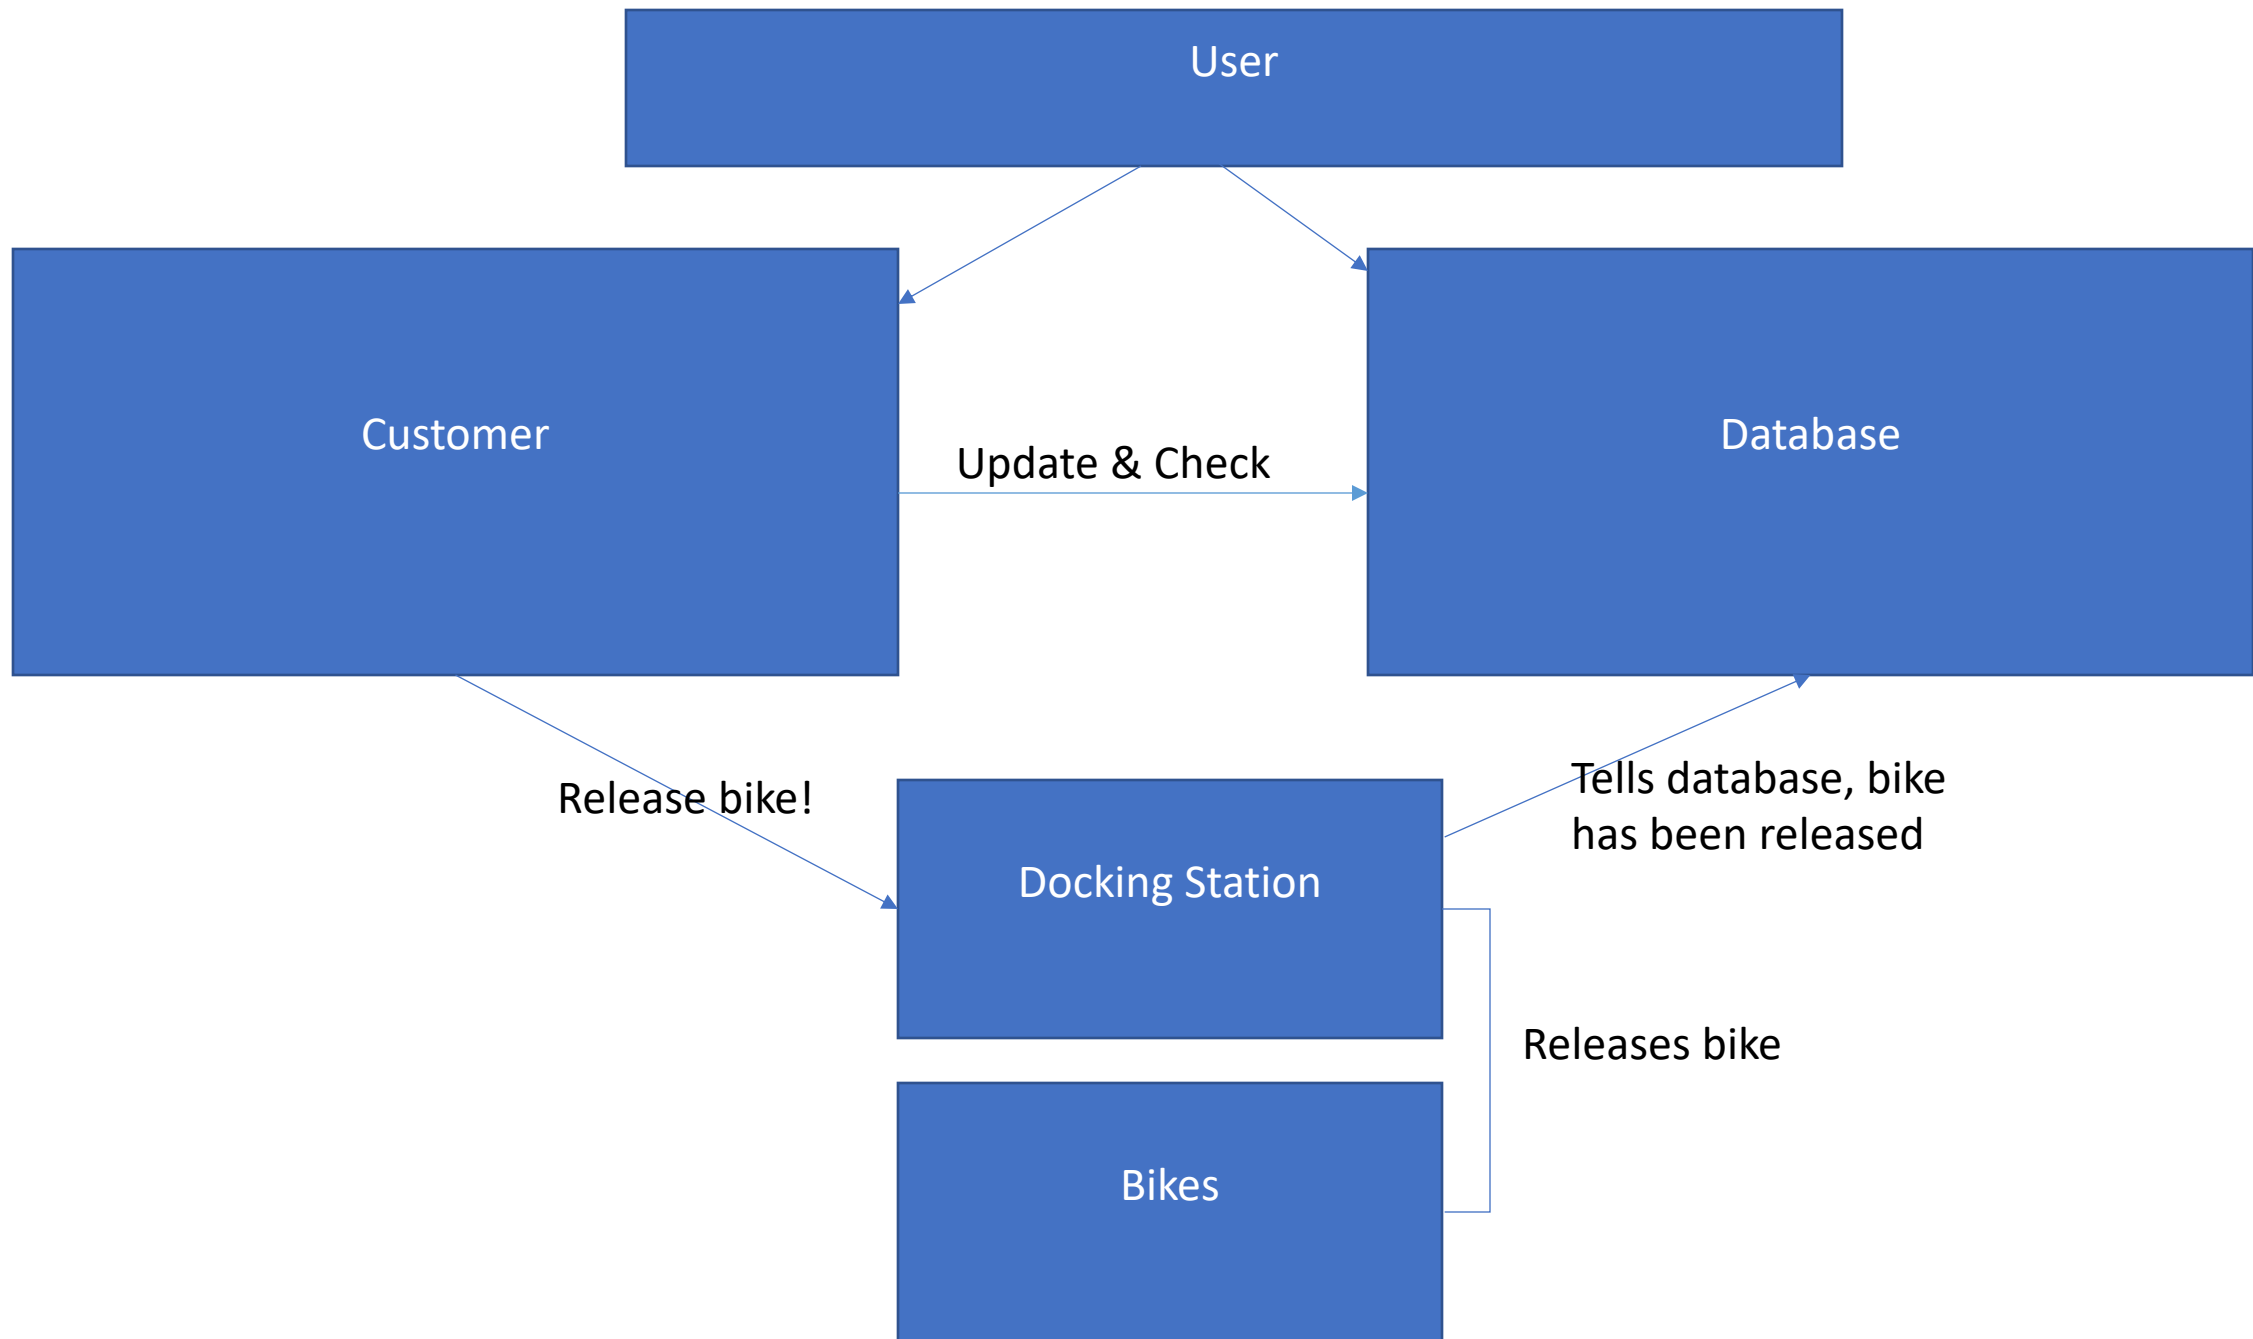 User
Customer
Database
Update & Check
Release bike!
Tells database, bike
has been released
Docking Station
Releases bike
Bikes